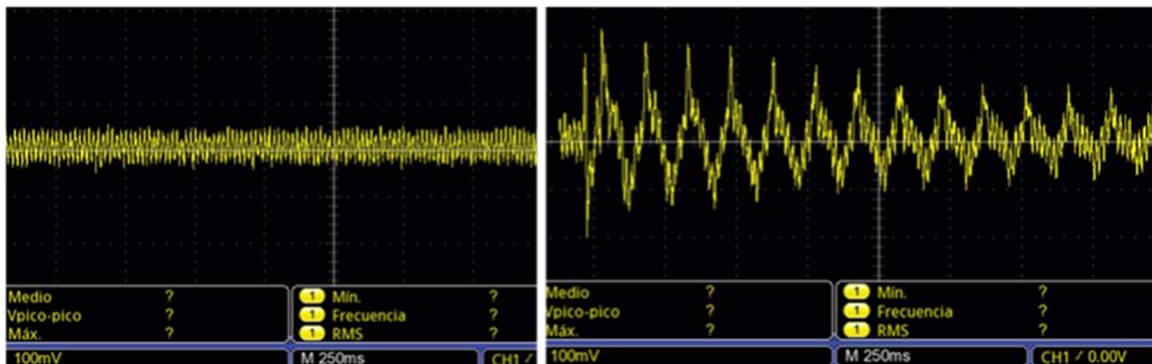 Medio ?
Vpico-pico ?
Máx. ?
1 Mín. ?
1 Frecuencia ?
1 RMS ?
100mV M 250ms CH1 /
Medio ?
Vpico-pico ?
Máx. ?
1 Mín. ?
1 Frecuencia ?
1 RMS ?
100mV M 250ms CH1 / 0.00V